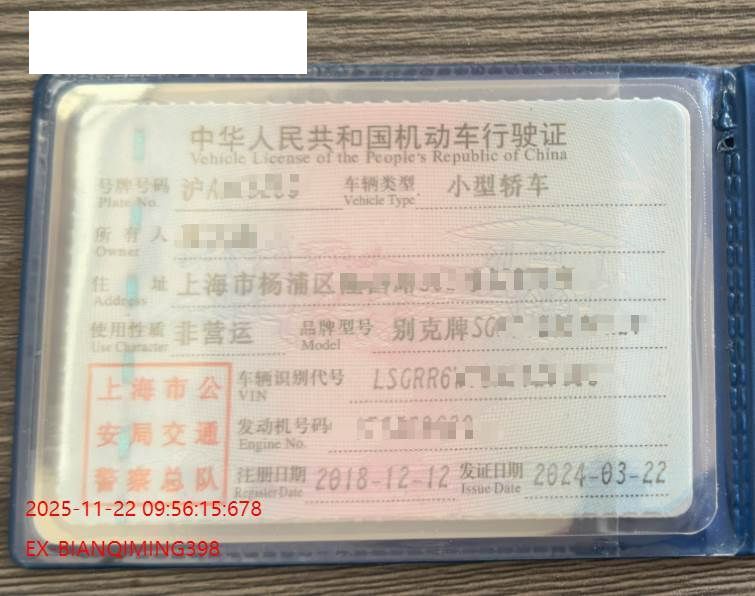 中华人民共和国机动车行驶证
Vehicle License of the People's Republic of China
号牌号码 沪A 车辆类型 小型轿车
Plate No. Vehicle Type
所有人
Owner
住址 上海市杨浦区
Address
使用性质 非营运 品牌型号 别克牌SG
Use Character Model
上海市公 车辆识别代号 LSGRR6
VIN
安局交通 发动机号码
Engine No.
警察总队 注册日期 2018-12-12 发证日期 2024-03-22
Register Date Issue Date
2025-11-22 09:56:15:678
EX-BIANQIMING398